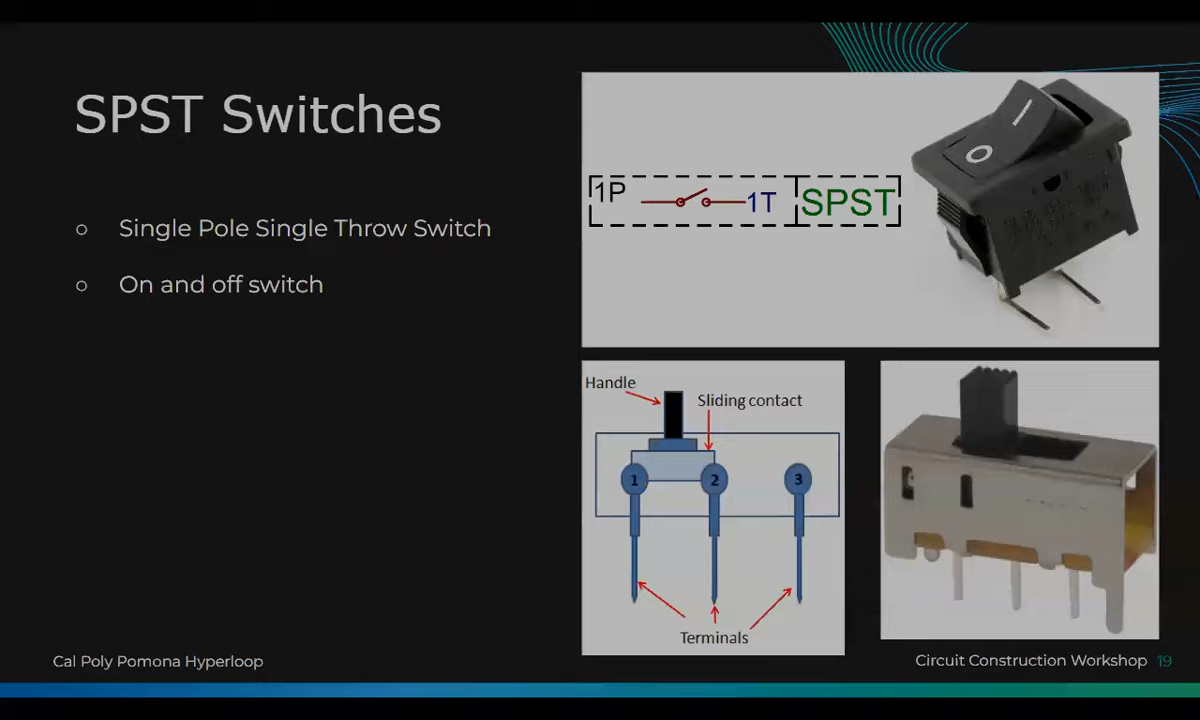 SPST Switches
○ Single Pole Single Throw Switch
○ On and off switch
1P 1T SPST
Handle
Sliding contact
1 2 3
Terminals
Cal Poly Pomona Hyperloop
Circuit Construction Workshop 19